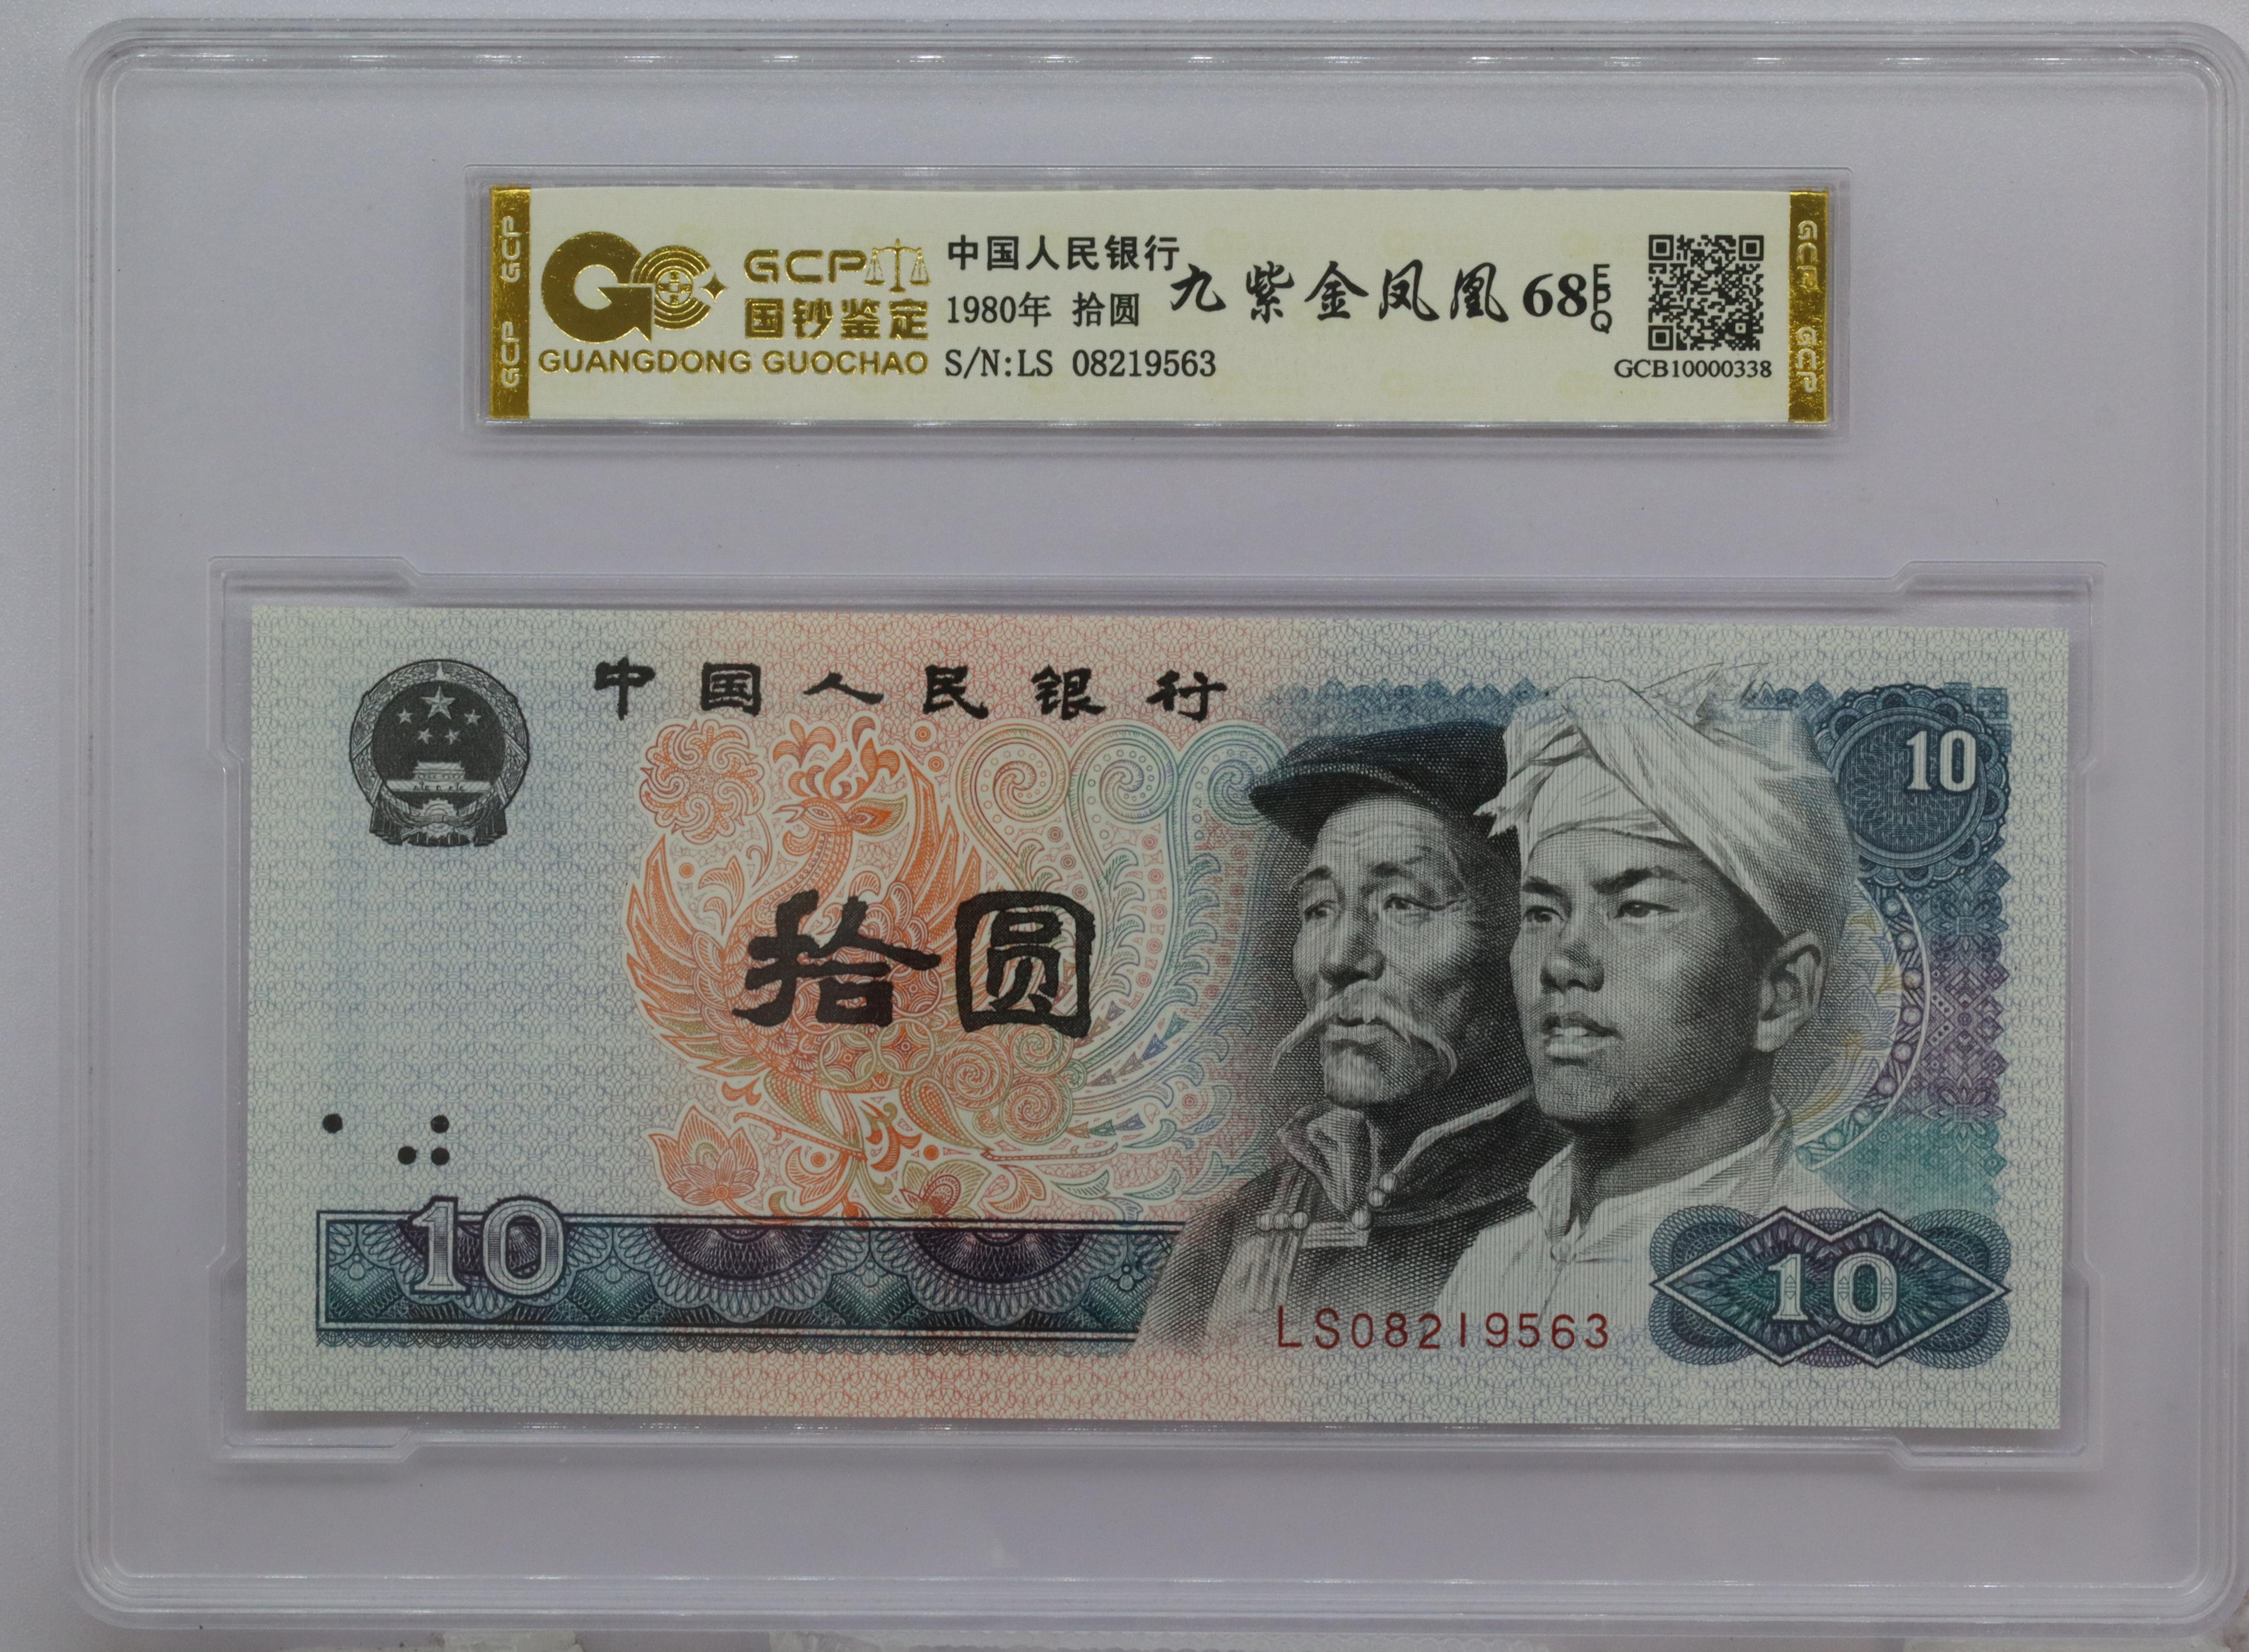 GCP GCP
GCP
国钞鉴定
GUANGDONG GUOCHAO
中国人民银行
1980年 拾圆
S/N:LS 08219563
九紫金凤凰 68 EPQ
GCB10000338
GCP GCP
中国人民银行
10
拾圆
10
LS08219563
10